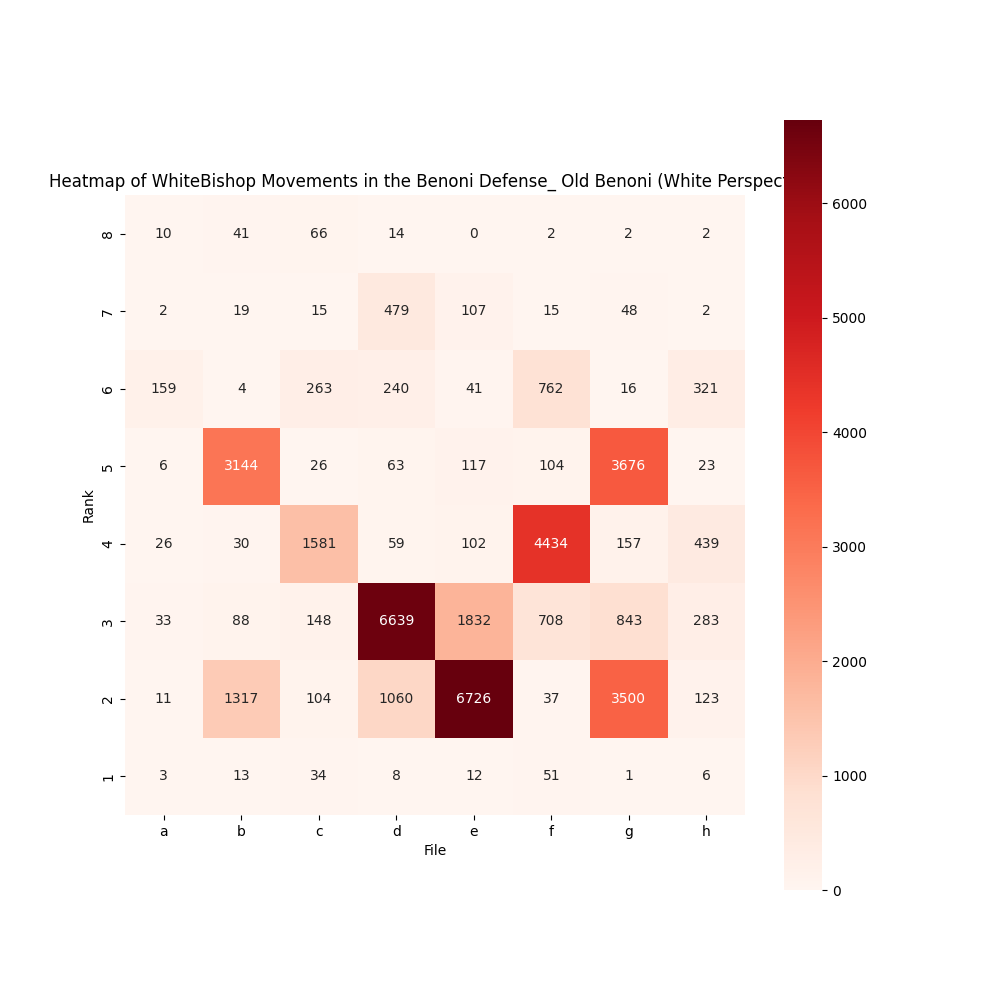 Heatmap of WhiteBishop Movements in the Benoni Defense_ Old Benoni (White Perspect
8 10 41 66 14 0 2 2 2
7 2 19 15 479 107 15 48 2
6 159 4 263 240 41 762 16 321
5 6 3144 26 63 117 104 3676 23
Rank
4 26 30 1581 59 102 4434 157 439
3 33 88 148 6639 1832 708 843 283
2 11 1317 104 1060 6726 37 3500 123
1 3 13 34 8 12 51 1 6
a b c d e f g h
File
6000
5000
4000
3000
2000
1000
0